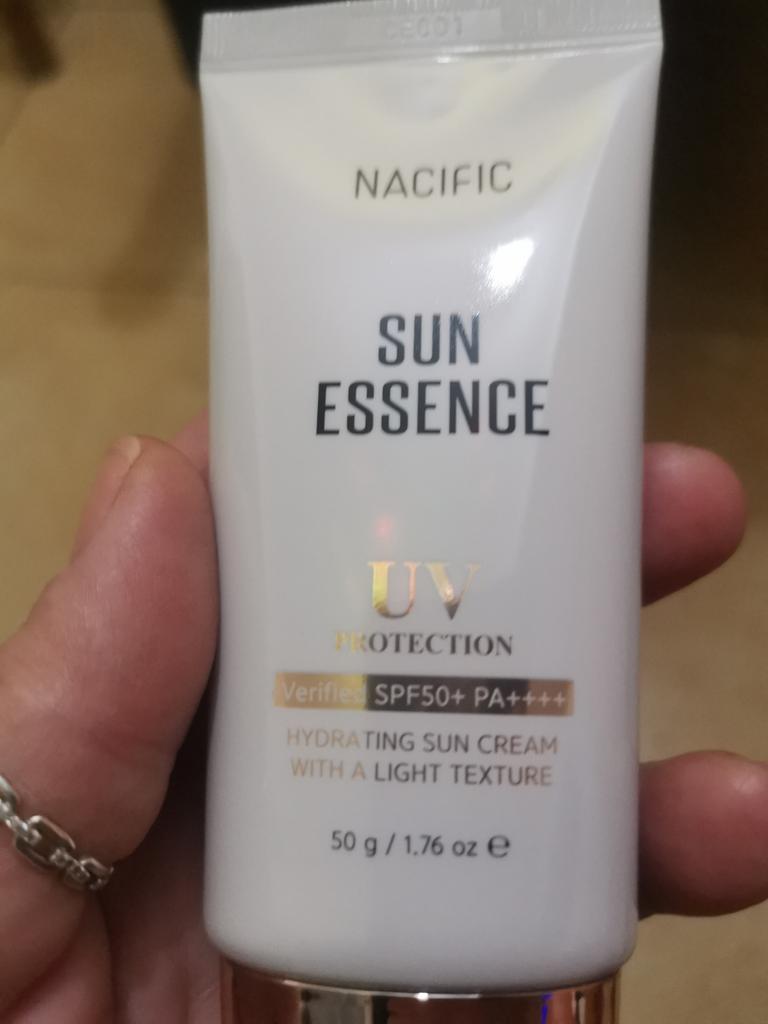 NACIFIC
SUN
ESSENCE
UV
PROTECTION
Verified SPF50+ PA++++
HYDRATING SUN CREAM
WITH A LIGHT TEXTURE
50 g / 1.76 oz ℮